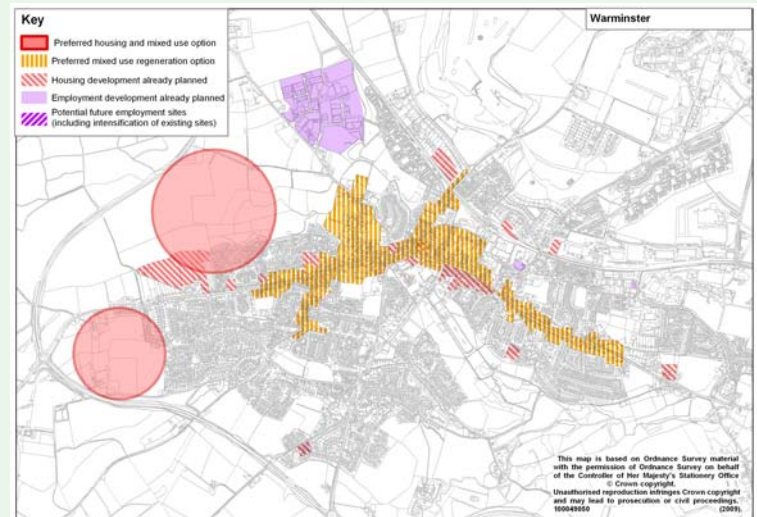 Key
Preferred housing and mixed use option
Preferred mixed use regeneration option
Housing development already planned
Employment development already planned
Potential future employment sites
(including intensification of existing sites)
Warminster
This map is based on Ordnance Survey material
with the permission of Ordnance Survey on behalf
of the Controller of Her Majesty's Stationery Office
© Crown copyright.
Unauthorised reproduction infringes Crown copyright
and may lead to prosecution or civil proceedings.
100049050 (2009)